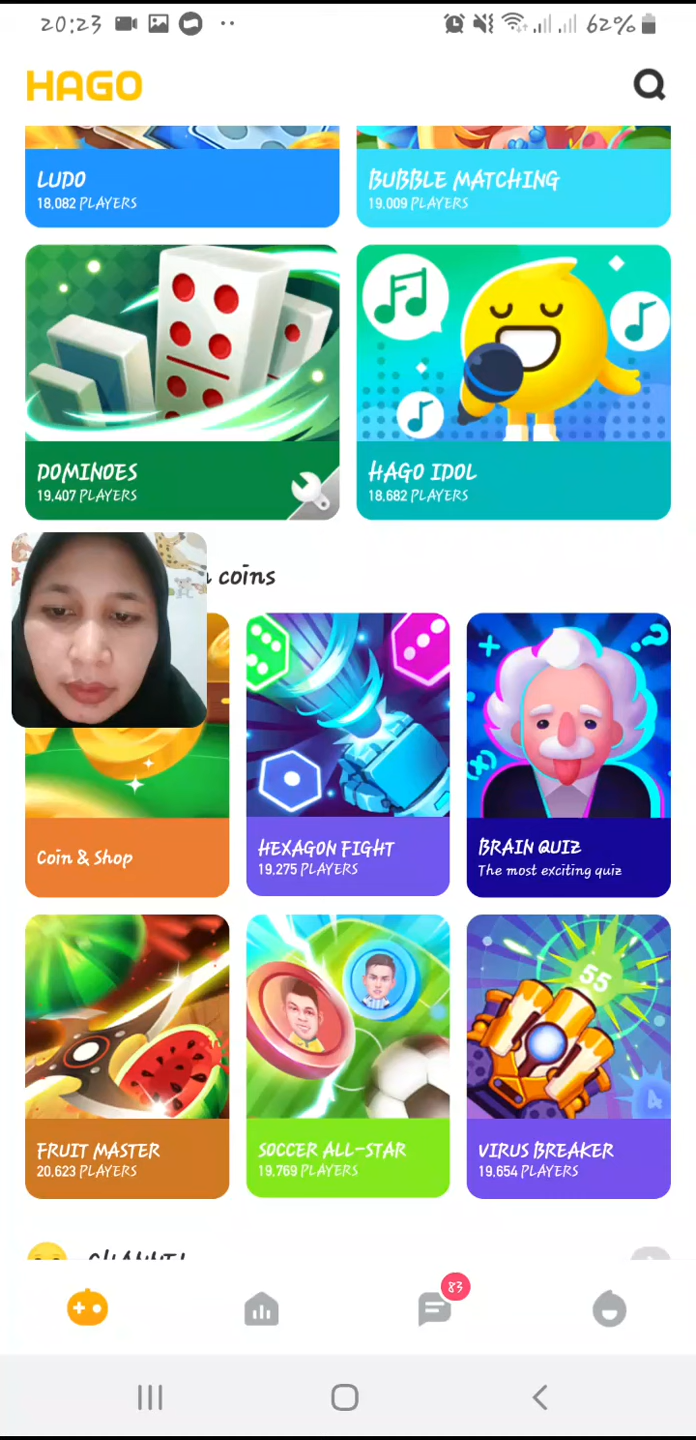 20:23
62%
HAGO
LUDO
18,082 PLAYERS
BUBBLE MATCHING
19,009 PLAYERS
DOMINOES
19,407 PLAYERS
HAGO IDOL
18,682 PLAYERS
coins
Coin & Shop
HEXAGON FIGHT
19,275 PLAYERS
BRAIN QUIZ
The most exciting quiz
55
4
FRUIT MASTER
20,623 PLAYERS
SOCCER ALL-STAR
19,769 PLAYERS
VIRUS BREAKER
19,654 PLAYERS
CHANNEL
83